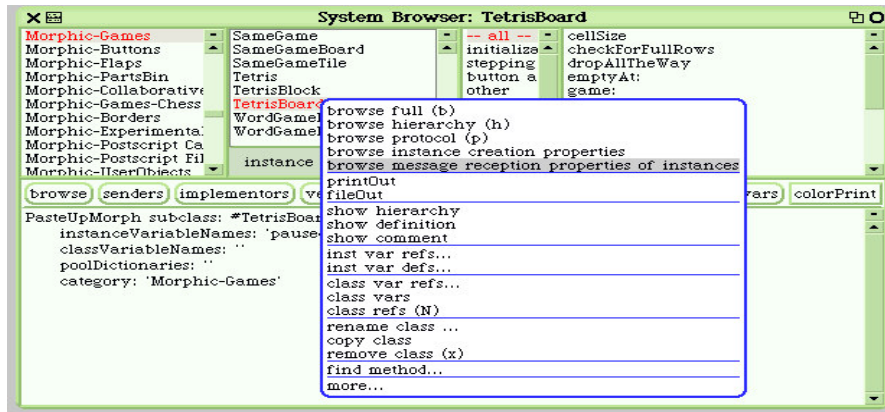 System Browser: TetrisBoard
Morphic-Games
Morphic-Buttons
Morphic-Flaps
Morphic-PartsBin
Morphic-Collaborative
Morphic-Games-Chess
Morphic-Borders
Morphic-Experimental
Morphic-Postscript Ca
Morphic-Postscript Fil
Morphic-UserObjects
SameGame
SameGameBoard
SameGameTile
Tetris
TetrisBlock
TetrisBoard
WordGame
WordGame
instance
-- all --
initialize
stepping
button a
other
cellSize
checkForFullRows
dropAllTheWay
emptyAt:
game:
browse full (b)
browse hierarchy (h)
browse protocol (p)
browse instance creation properties
browse message reception properties of instances
printOut
fileOut
show hierarchy
show definition
show comment
inst var refs...
inst var defs...
class var refs...
class vars
class refs (N)
rename class ...
copy class
remove class (x)
find method...
more...
browse senders implementors ve vars colorPrint
PasteUpMorph subclass: #TetrisBoar
instanceVariableNames: 'pause
classVariableNames: ''
poolDictionaries: ''
category: 'Morphic-Games'